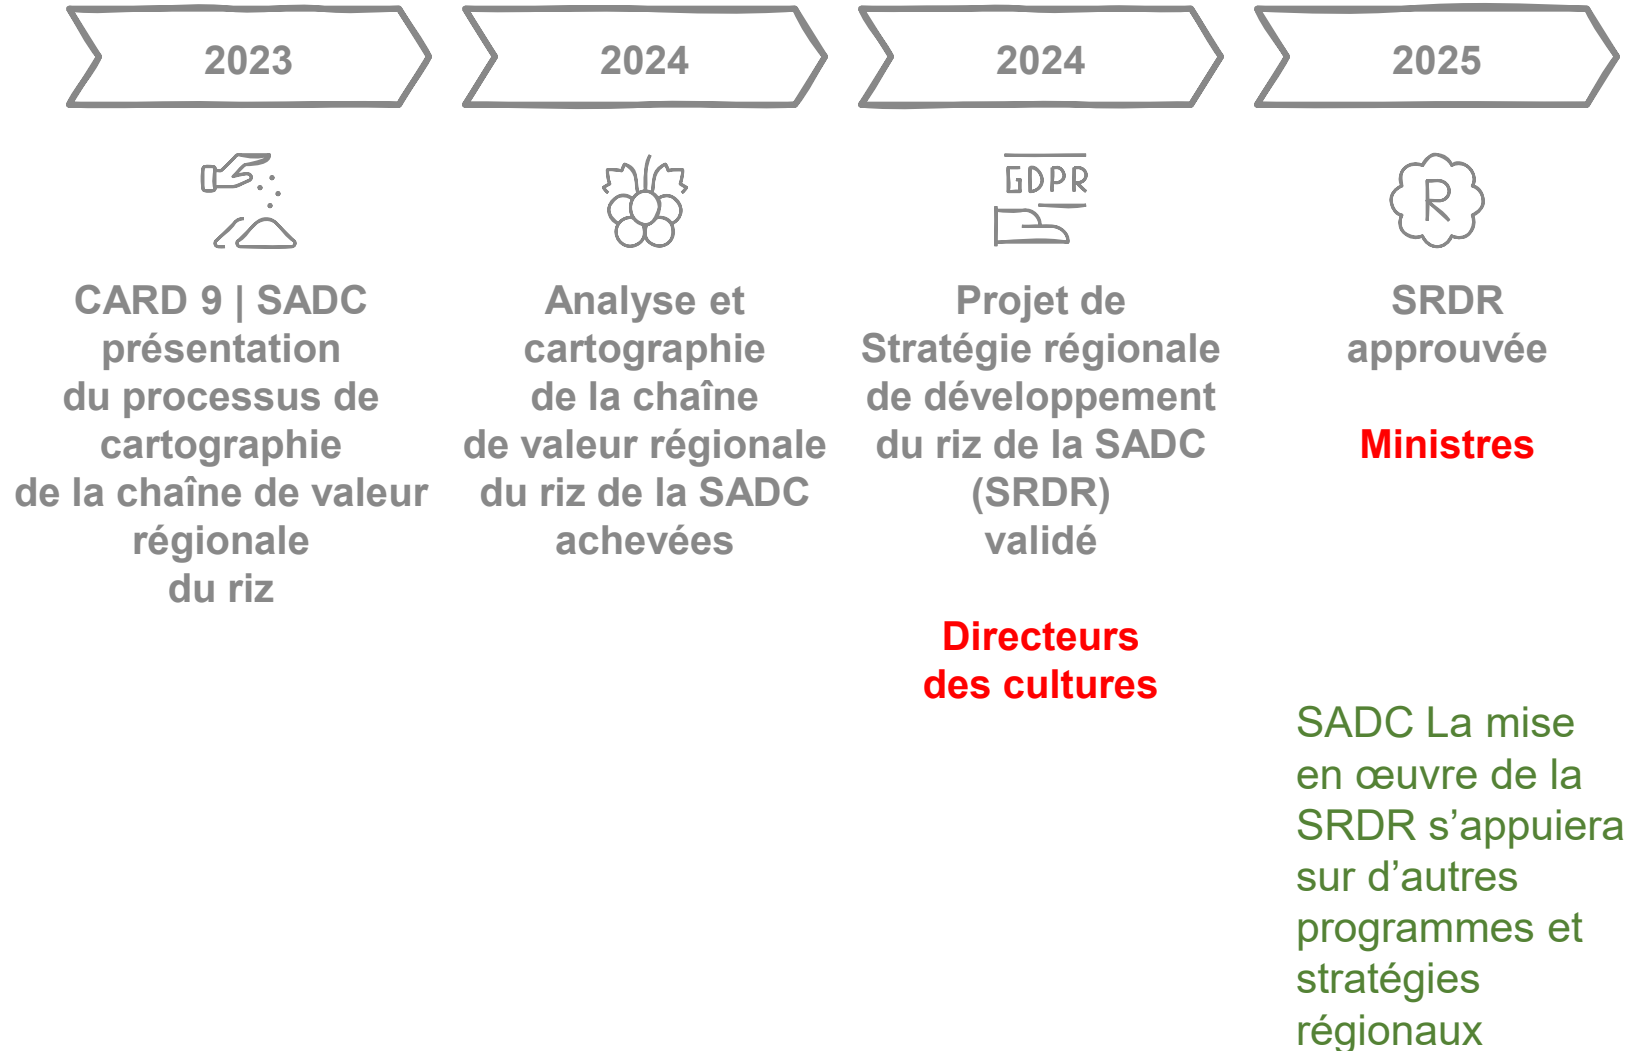 2023
CARD 9 | SADC
présentation
du processus de
cartographie
de la chaîne de valeur
régionale
du riz
2024
Analyse et
cartographie
de la chaîne
de valeur régionale
du riz de la SADC
achevées
2024
GDPR
Projet de
Stratégie régionale
de développement
du riz de la SADC
(SRDR)
validé
Directeurs
des cultures
2025
R
SRDR
approuvée
Ministres
SADC La mise
en œuvre de la
SRDR s’appuiera
sur d’autres
programmes et
stratégies
régionaux